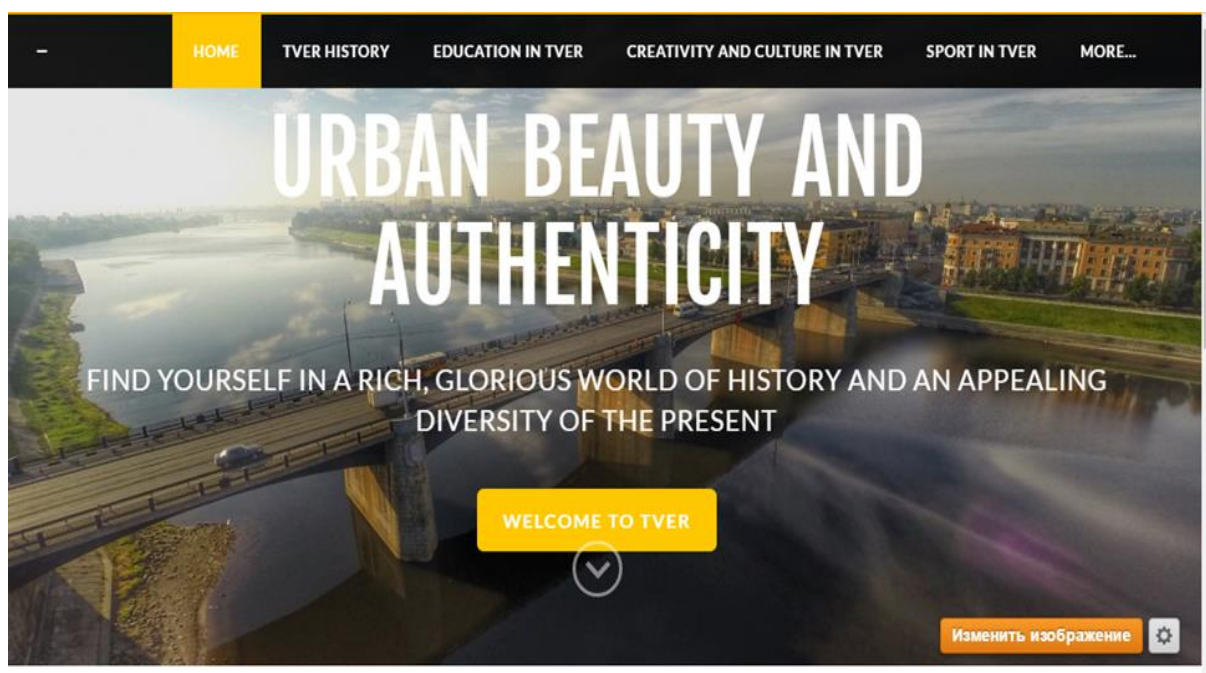 –
HOME TVER HISTORY EDUCATION IN TVER CREATIVITY AND CULTURE IN TVER SPORT IN TVER MORE...
URBAN BEAUTY AND
AUTHENTICITY
FIND YOURSELF IN A RICH, GLORIOUS WORLD OF HISTORY AND AN APPEALING
DIVERSITY OF THE PRESENT
WELCOME TO TVER
Изменить изображение